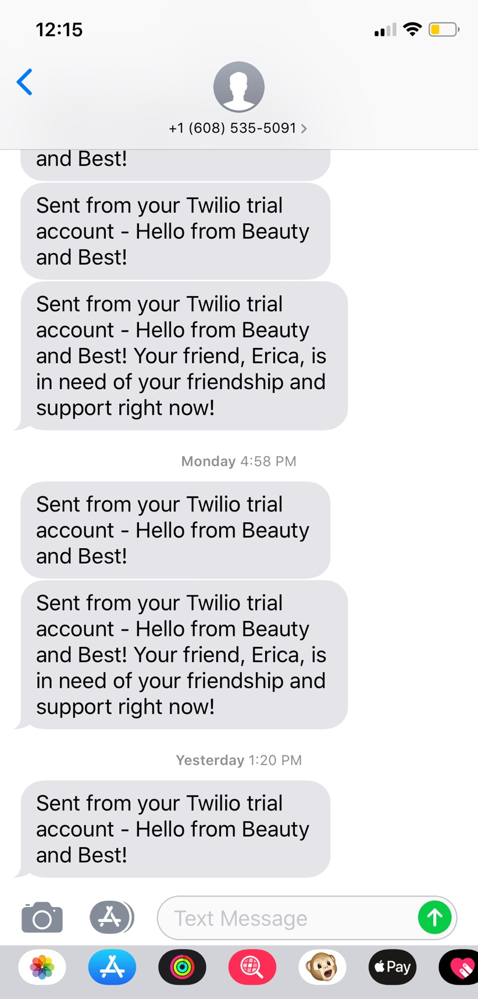 12:15
+1 (608) 535-5091
and Best!
Sent from your Twilio trial
account - Hello from Beauty
and Best!
Sent from your Twilio trial
account - Hello from Beauty
and Best! Your friend, Erica, is
in need of your friendship and
support right now!
Monday 4:58 PM
Sent from your Twilio trial
account - Hello from Beauty
and Best!
Sent from your Twilio trial
account - Hello from Beauty
and Best! Your friend, Erica, is
in need of your friendship and
support right now!
Yesterday 1:20 PM
Sent from your Twilio trial
account - Hello from Beauty
and Best!
Text Message
Pay